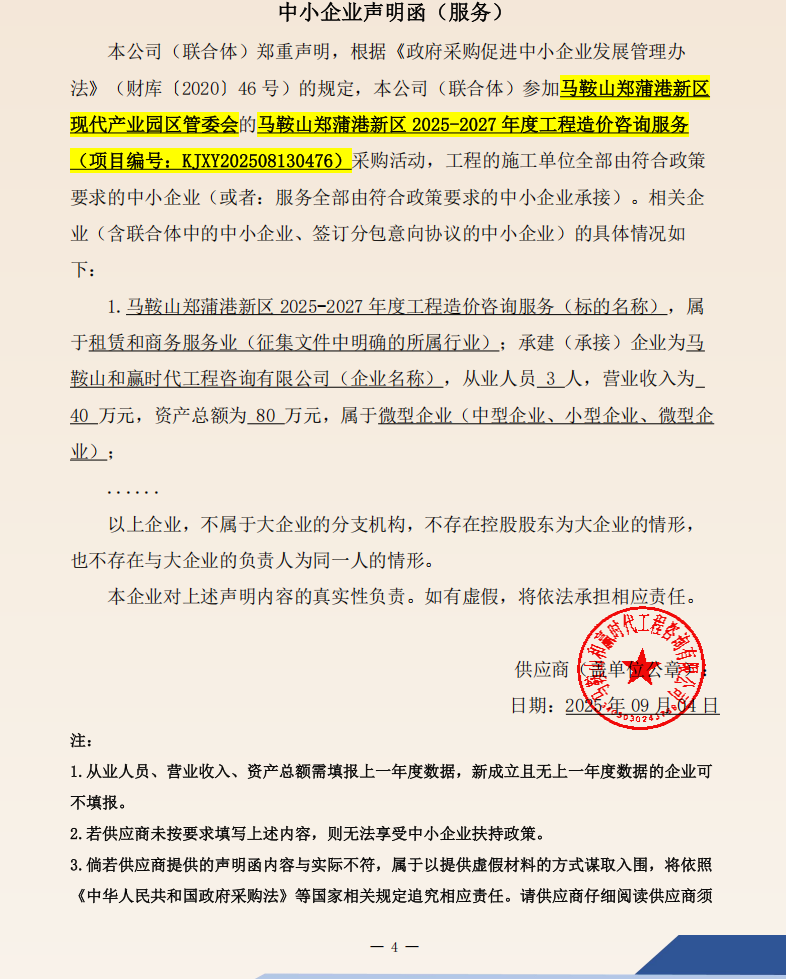 中小企业声明函（服务）
本公司（联合体）郑重声明，根据《政府采购促进中小企业发展管理办
法》（财库〔2020〕46 号）的规定，本公司（联合体）参加马鞍山郑蒲港新区
现代产业园区管委会的马鞍山郑蒲港新区 2025-2027 年度工程造价咨询服务
（项目编号：KJXY202508130476）采购活动，工程的施工单位全部由符合政策
要求的中小企业（或者：服务全部由符合政策要求的中小企业承接）。相关企
业（含联合体中的中小企业、签订分包意向协议的中小企业）的具体情况如
下：
1. 马鞍山郑蒲港新区 2025-2027 年度工程造价咨询服务（标的名称），属
于租赁和商务服务业（征集文件中明确的所属行业）；承建（承接）企业为马
鞍山和赢时代工程咨询有限公司（企业名称），从业人员 3 人，营业收入为
40 万元，资产总额为 80 万元，属于微型企业（中型企业、小型企业、微型企
业）；
......
以上企业，不属于大企业的分支机构，不存在控股股东为大企业的情形，
也不存在与大企业的负责人为同一人的情形。
本企业对上述声明内容的真实性负责。如有虚假，将依法承担相应责任。
马鞍山和赢时代工程咨询有限公司
供应商（盖单位公章）：
日期：2025 年 09 月 04 日
注：
1. 从业人员、营业收入、资产总额需填报上一年度数据，新成立且无上一年度数据的企业可
不填报。
2. 若供应商未按要求填写上述内容，则无法享受中小企业扶持政策。
3. 倘若供应商提供的声明函内容与实际不符，属于以提供虚假材料的方式谋取入围，将依照
《中华人民共和国政府采购法》等国家相关规定追究相应责任。请供应商仔细阅读供应商须
— 4 —